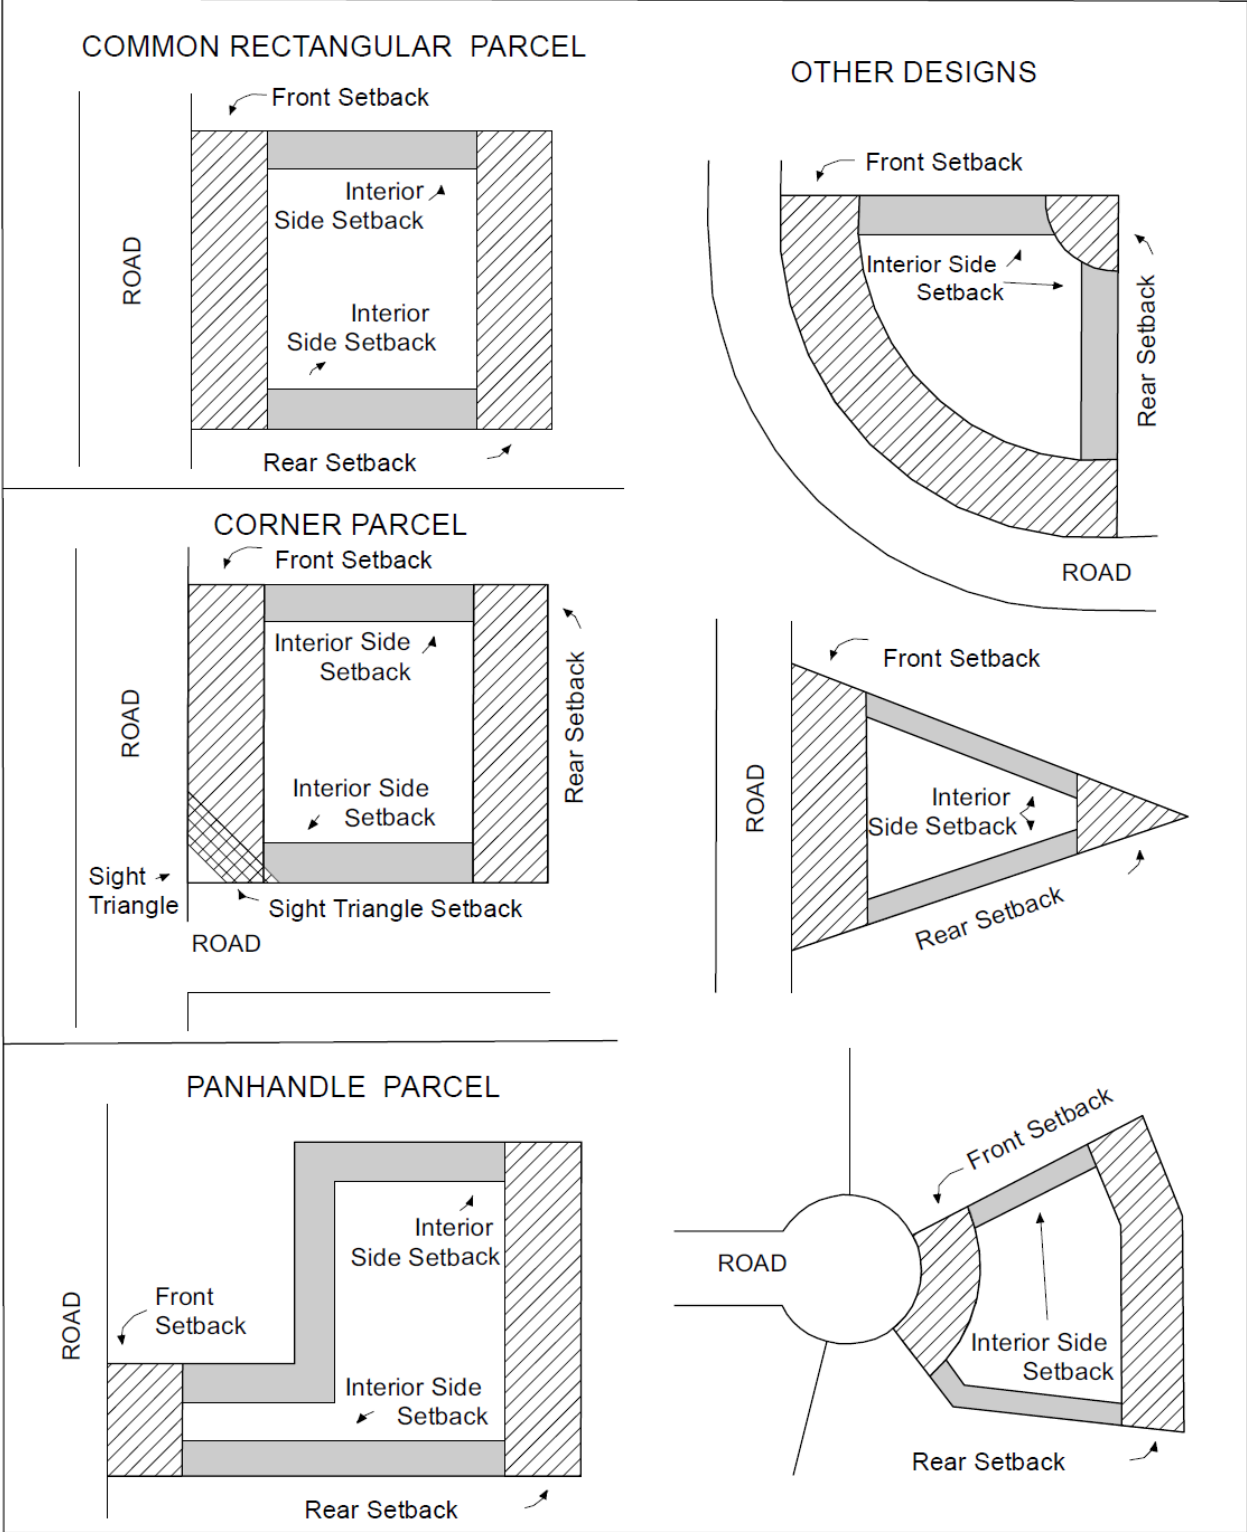 COMMON RECTANGULAR PARCEL
Front Setback
Interior
Side Setback
ROAD
Interior
Side Setback
Rear Setback
CORNER PARCEL
Front Setback
Interior Side
Setback
ROAD
Rear Setback
Interior Side
Setback
Sight
Triangle
Sight Triangle Setback
ROAD
PANHANDLE PARCEL
Interior
Side Setback
Front
Setback
ROAD
Interior Side
Setback
Rear Setback
OTHER DESIGNS
Front Setback
Interior Side
Setback
Rear Setback
ROAD
Front Setback
ROAD
Interior
Side Setback
Rear Setback
Front Setback
ROAD
Interior Side
Setback
Rear Setback